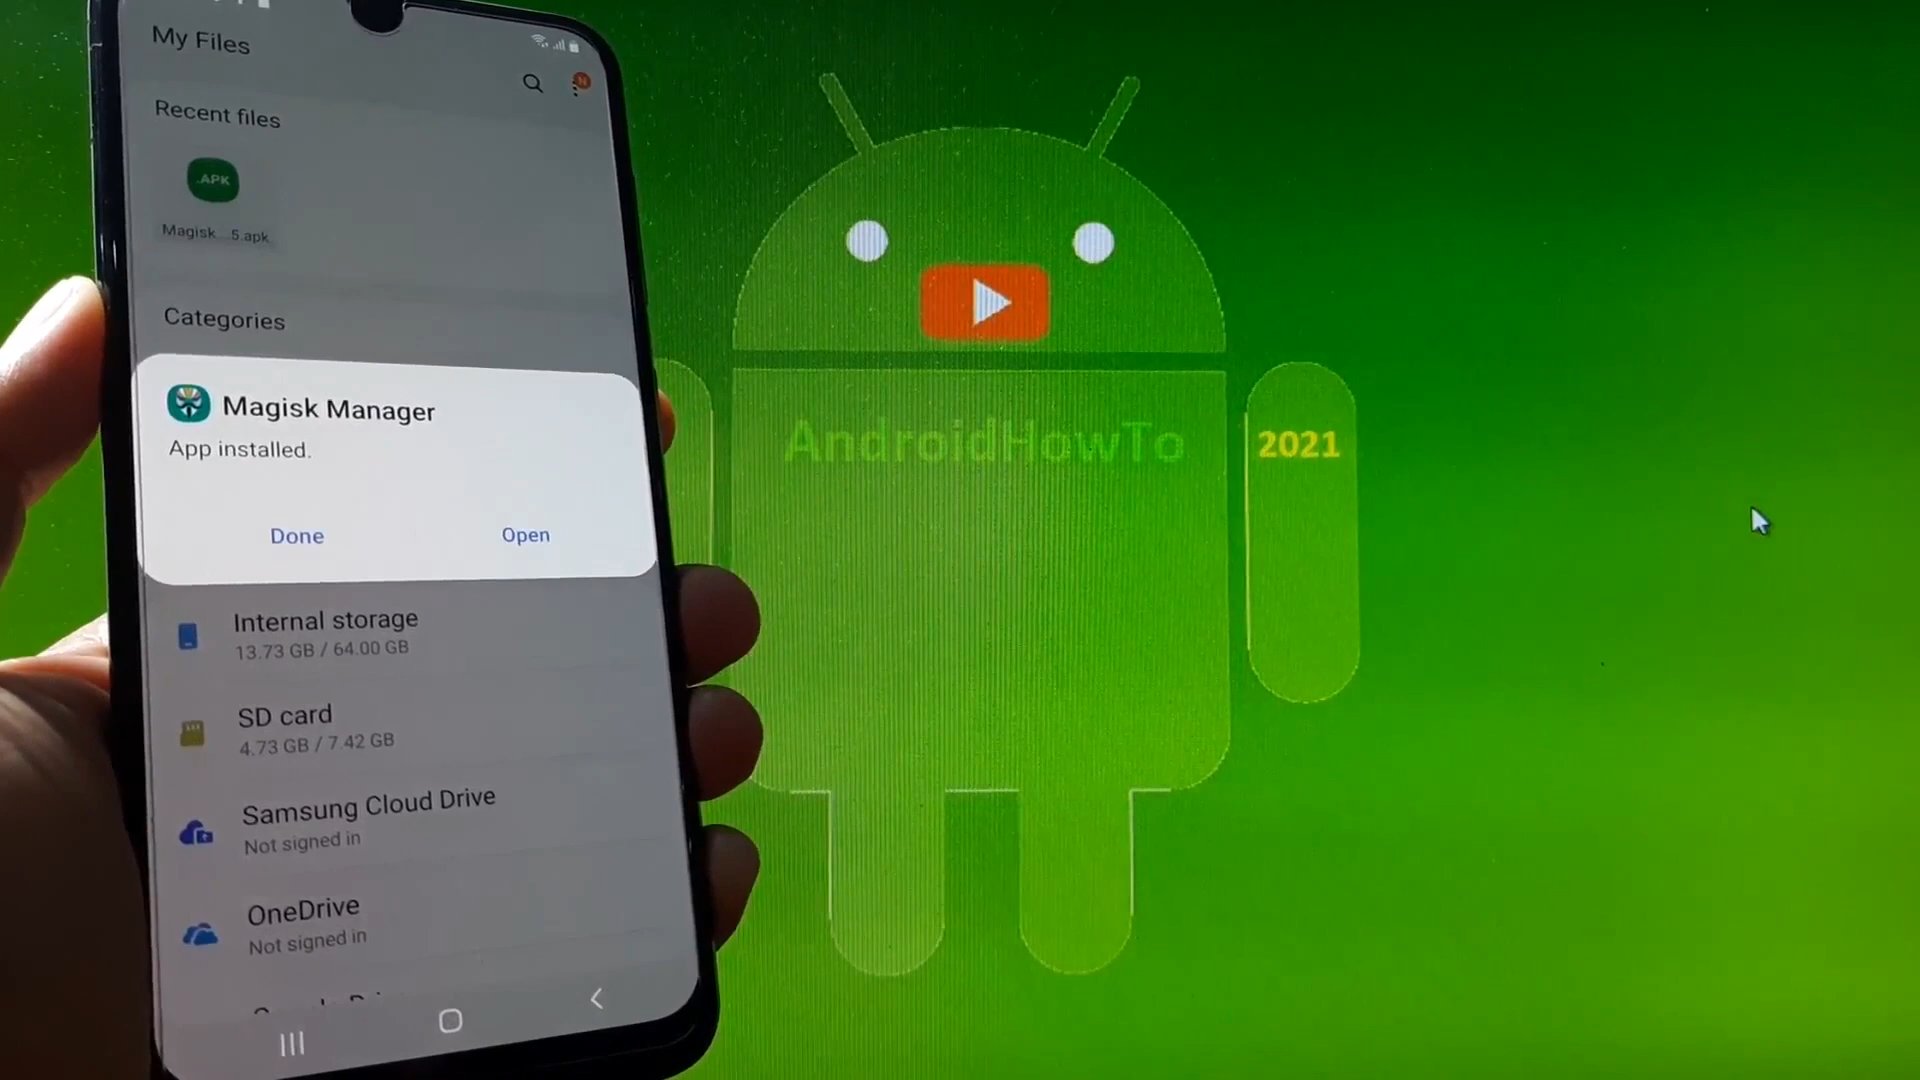 My Files
N
Recent files
.APK
Magisk...5.apk
Categories
Magisk Manager
App installed.
Done
Open
Internal storage
13.73 GB / 64.00 GB
SD card
4.73 GB / 7.42 GB
Samsung Cloud Drive
Not signed in
OneDrive
Not signed in
AndroidHowTo
2021